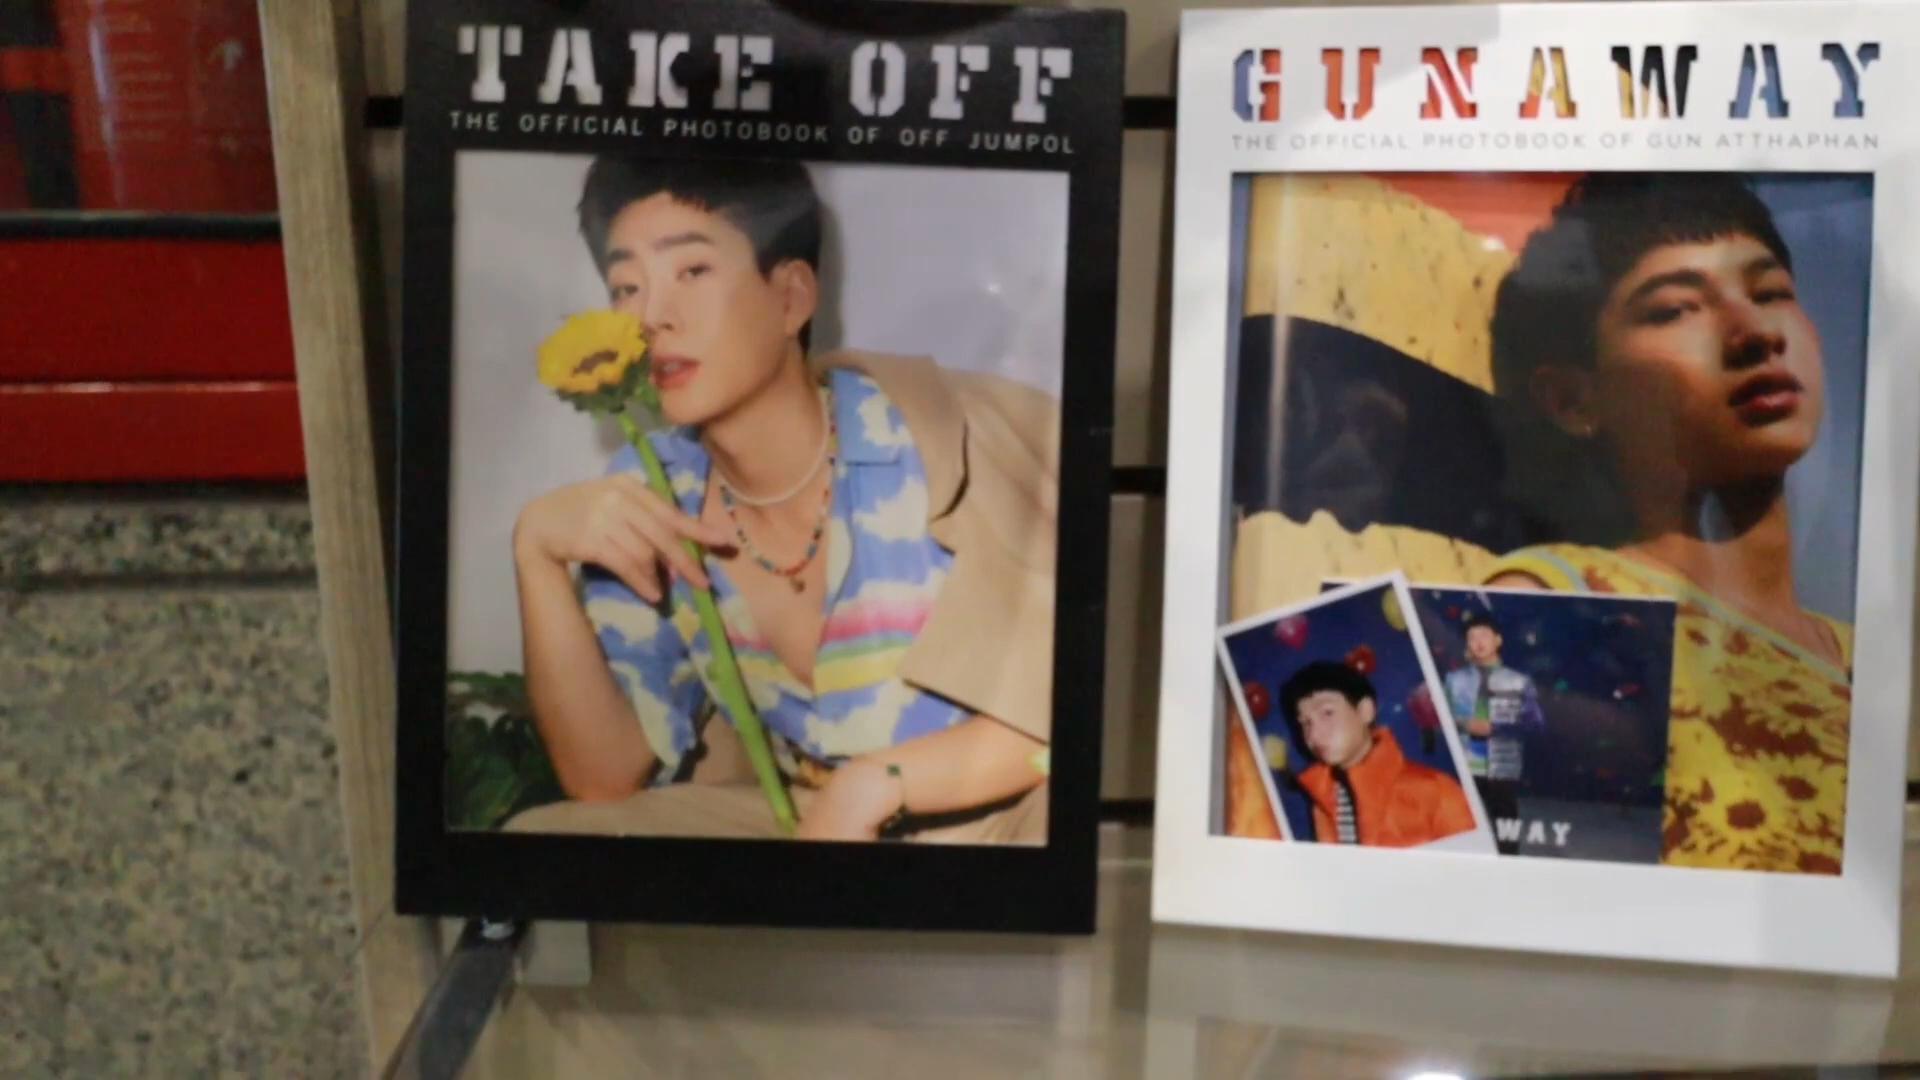 TAKE OFF
THE OFFICIAL PHOTOBOOK OF OFF JUMPOL
GUNAWAY
THE OFFICIAL PHOTOBOOK OF GUN ATTHAPHAN
WAY